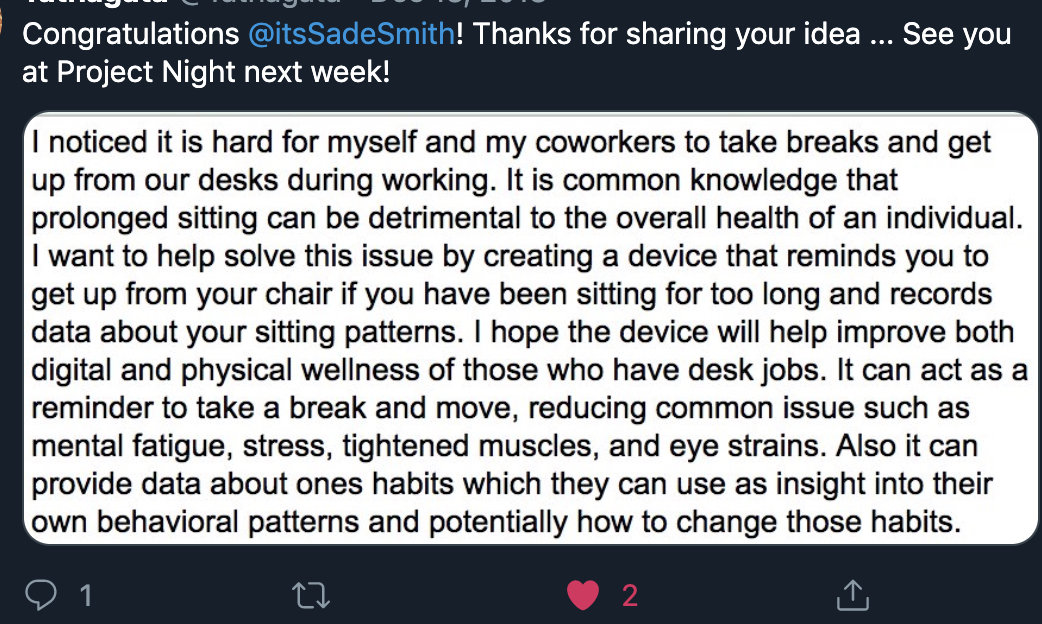 Congratulations @itsSadeSmith! Thanks for sharing your idea ... See you
at Project Night next week!
I noticed it is hard for myself and my coworkers to take breaks and get
up from our desks during working. It is common knowledge that
prolonged sitting can be detrimental to the overall health of an individual.
I want to help solve this issue by creating a device that reminds you to
get up from your chair if you have been sitting for too long and records
data about your sitting patterns. I hope the device will help improve both
digital and physical wellness of those who have desk jobs. It can act as a
reminder to take a break and move, reducing common issue such as
mental fatigue, stress, tightened muscles, and eye strains. Also it can
provide data about ones habits which they can use as insight into their
own behavioral patterns and potentially how to change those habits.
1 2